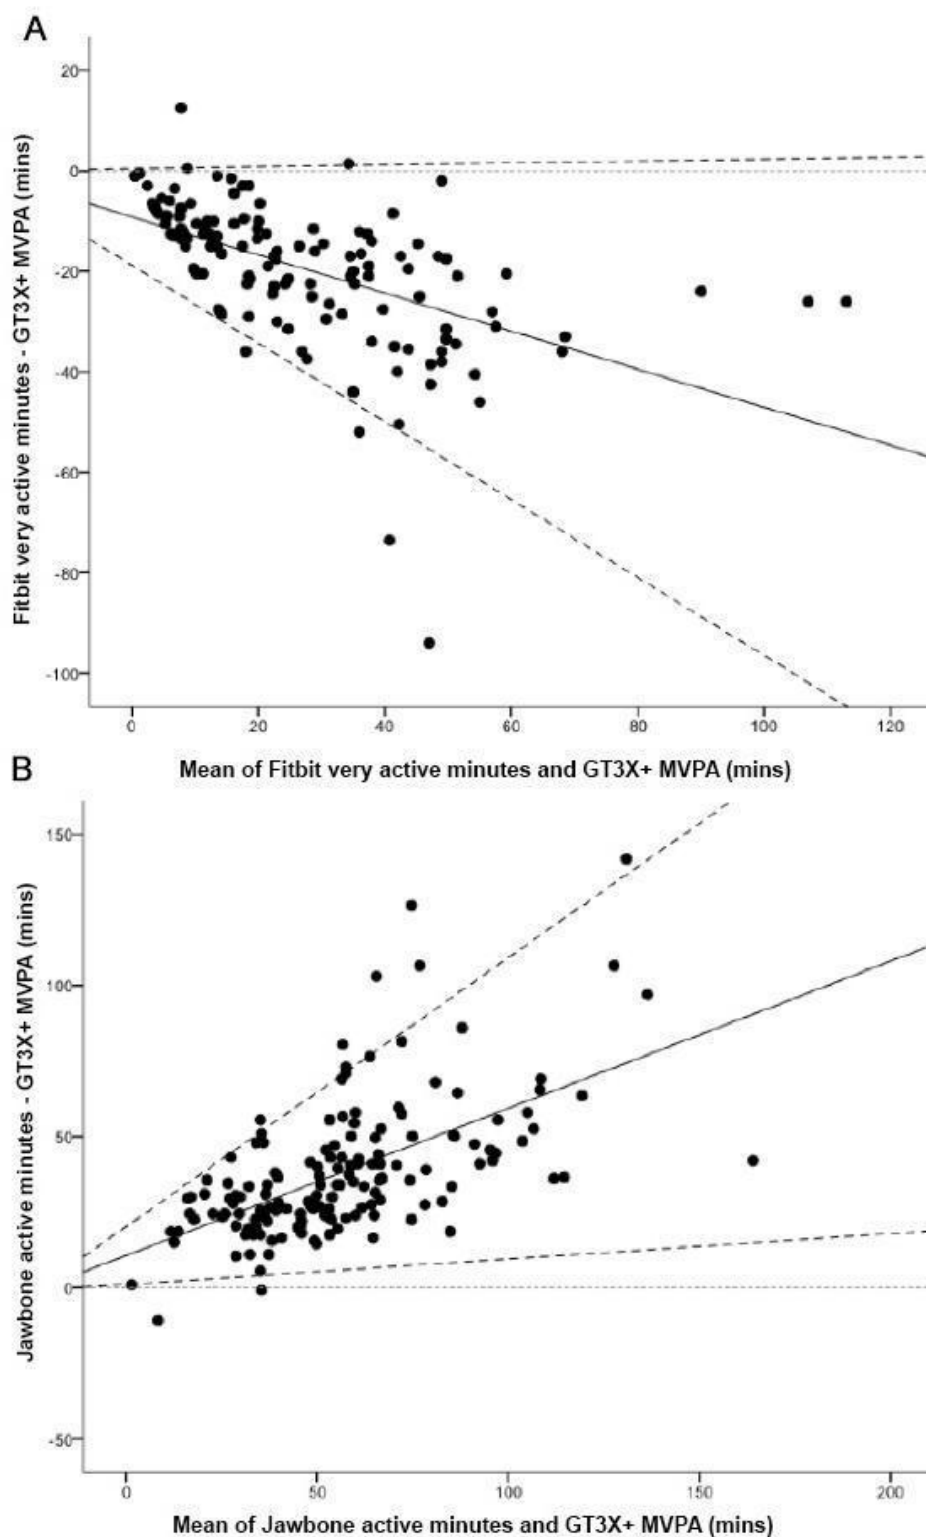 A
Fitbit very active minutes - GT3X+ MVPA (mins)
20
0
-20
-40
-60
-80
-100
0 20 40 60 80 100 120
Mean of Fitbit very active minutes and GT3X+ MVPA (mins)
B
Jawbone active minutes - GT3X+ MVPA (mins)
150
100
50
0
-50
0 50 100 150 200
Mean of Jawbone active minutes and GT3X+ MVPA (mins)